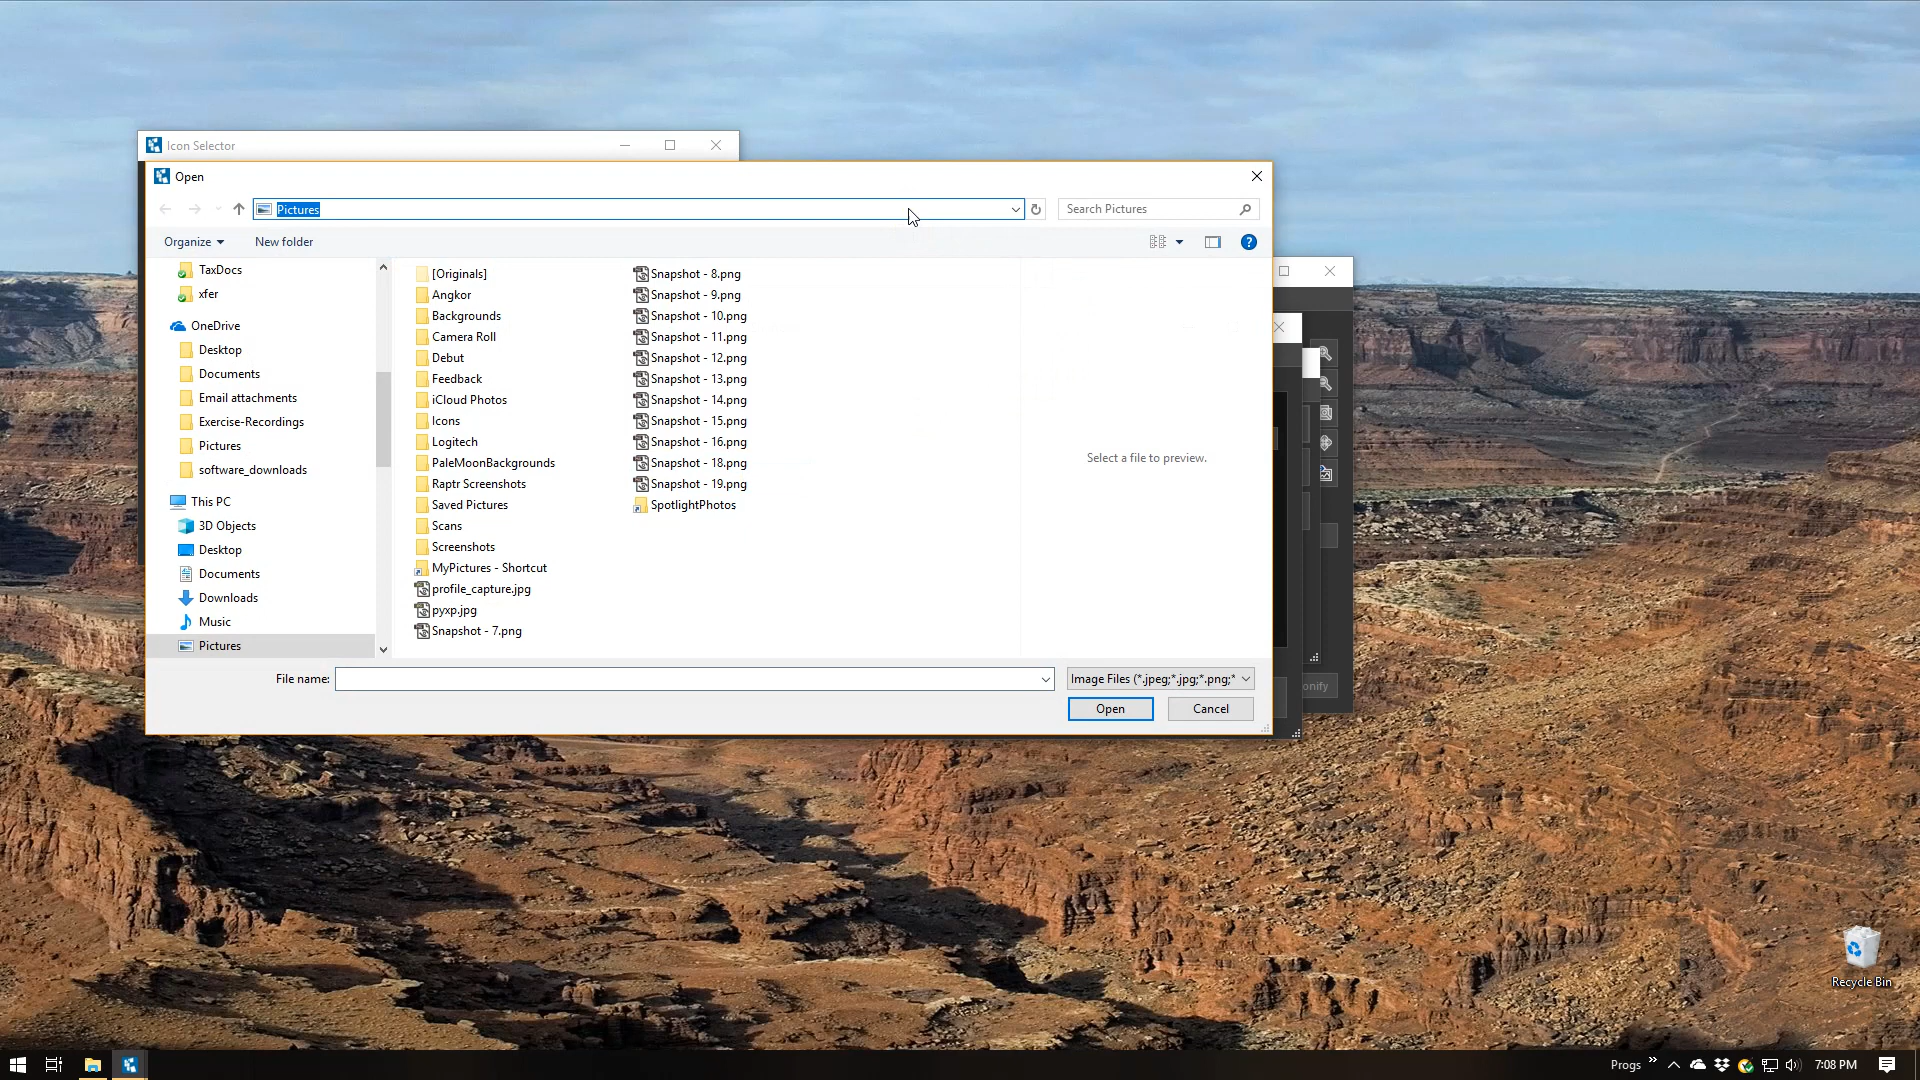 Icon Selector
Open
Pictures
Search Pictures
Organize
New folder
TaxDocs
xfer
OneDrive
Desktop
Documents
Email attachments
Exercise-Recordings
Pictures
software_downloads
This PC
3D Objects
Desktop
Documents
Downloads
Music
Pictures
[Originals]
Angkor
Backgrounds
Camera Roll
Debut
Feedback
iCloud Photos
Icons
Logitech
PaleMoonBackgrounds
Raptr Screenshots
Saved Pictures
Scans
Screenshots
MyPictures - Shortcut
profile_capture.jpg
pyxp.jpg
Snapshot - 7.png
Snapshot - 8.png
Snapshot - 9.png
Snapshot - 10.png
Snapshot - 11.png
Snapshot - 12.png
Snapshot - 13.png
Snapshot - 14.png
Snapshot - 15.png
Snapshot - 16.png
Snapshot - 18.png
Snapshot - 19.png
SpotlightPhotos
Select a file to preview.
File name:
Image Files (*.jpeg;*.jpg;*.png;*
Open
Cancel
onify
Recycle Bin
Progs
7:08 PM